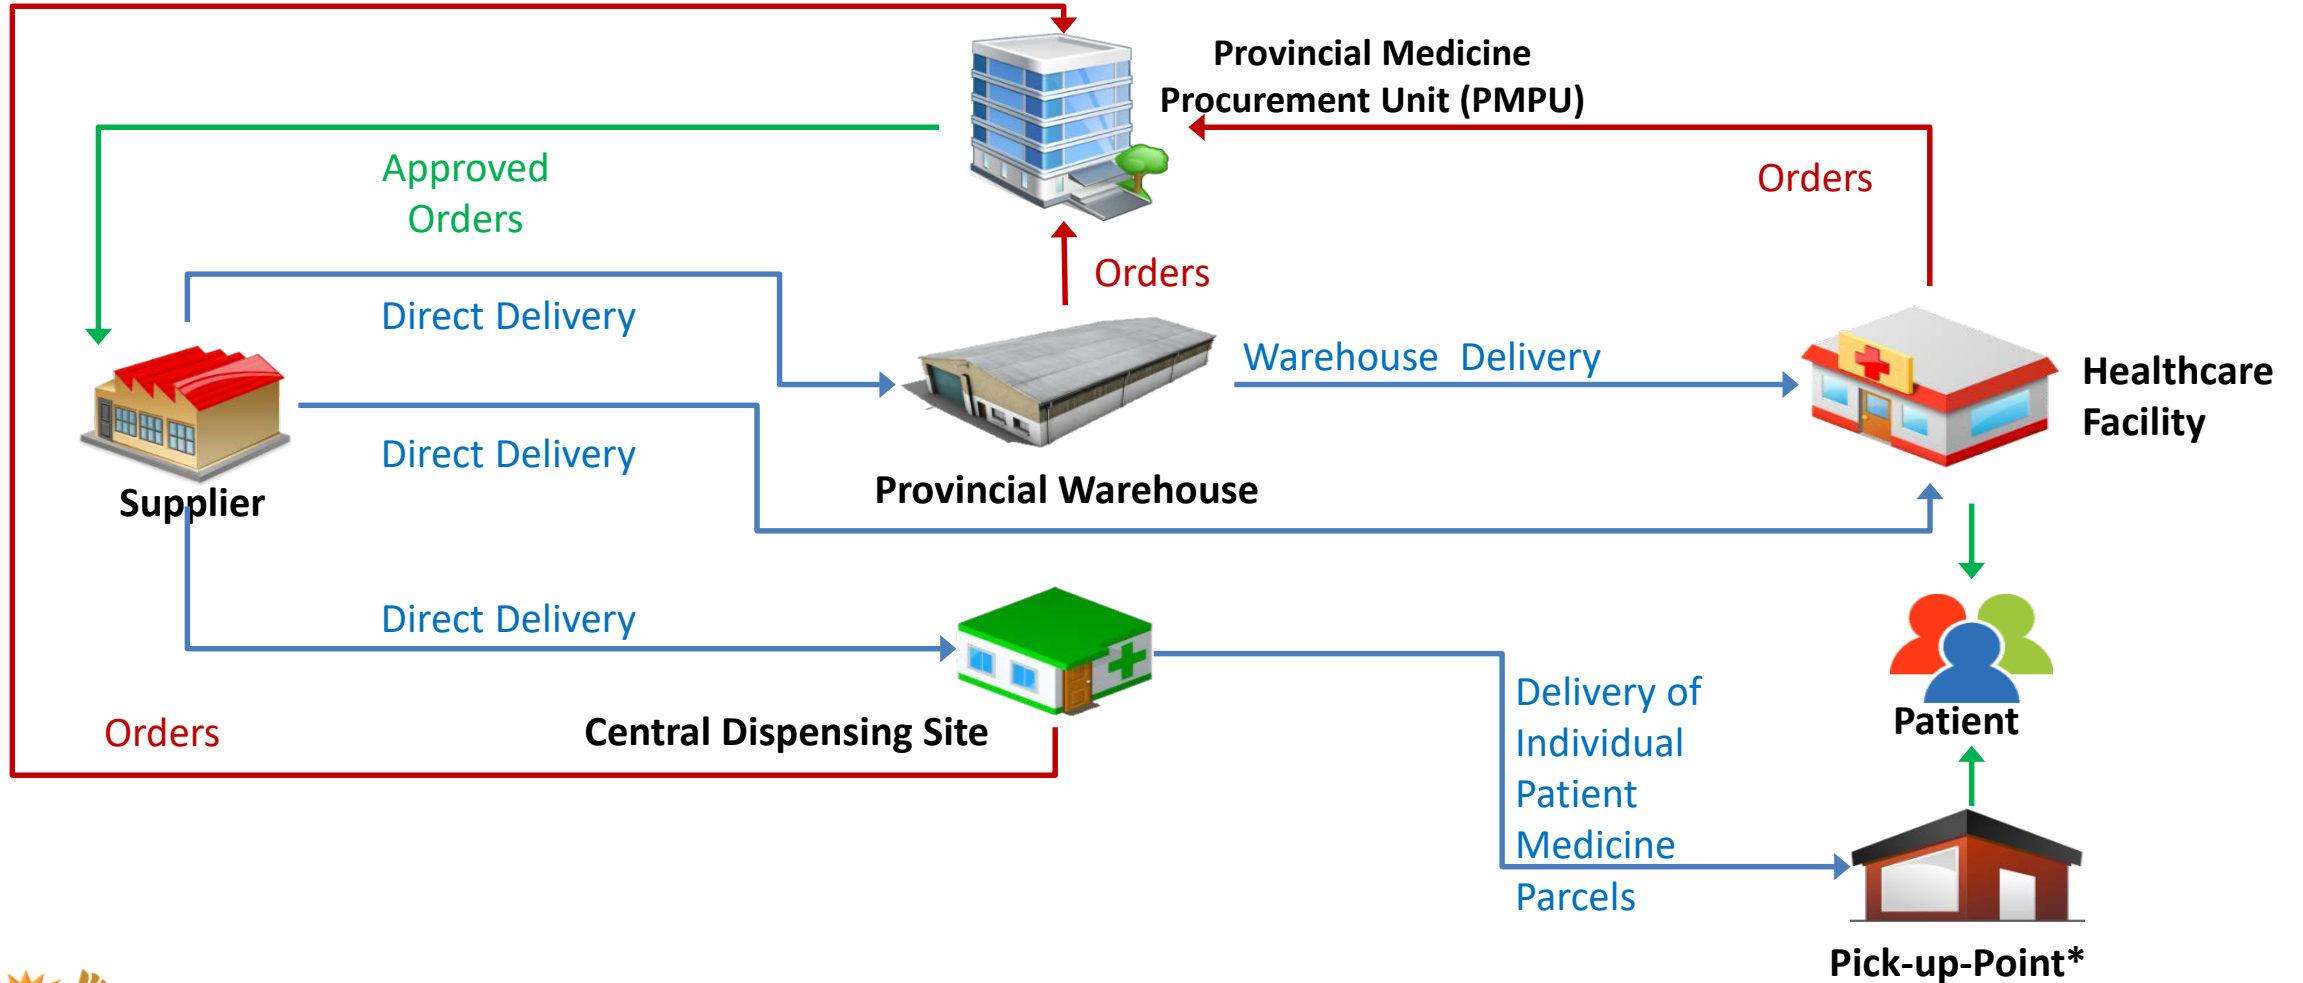 Provincial Medicine
Procurement Unit (PMPU)
Approved
Orders
Orders
Orders
Direct Delivery
Warehouse  Delivery
Healthcare
Facility
Direct Delivery
Supplier
Provincial Warehouse
Direct Delivery
Orders
Central Dispensing Site
Delivery of
Individual
Patient
Medicine
Parcels
Patient
Pick-up-Point*